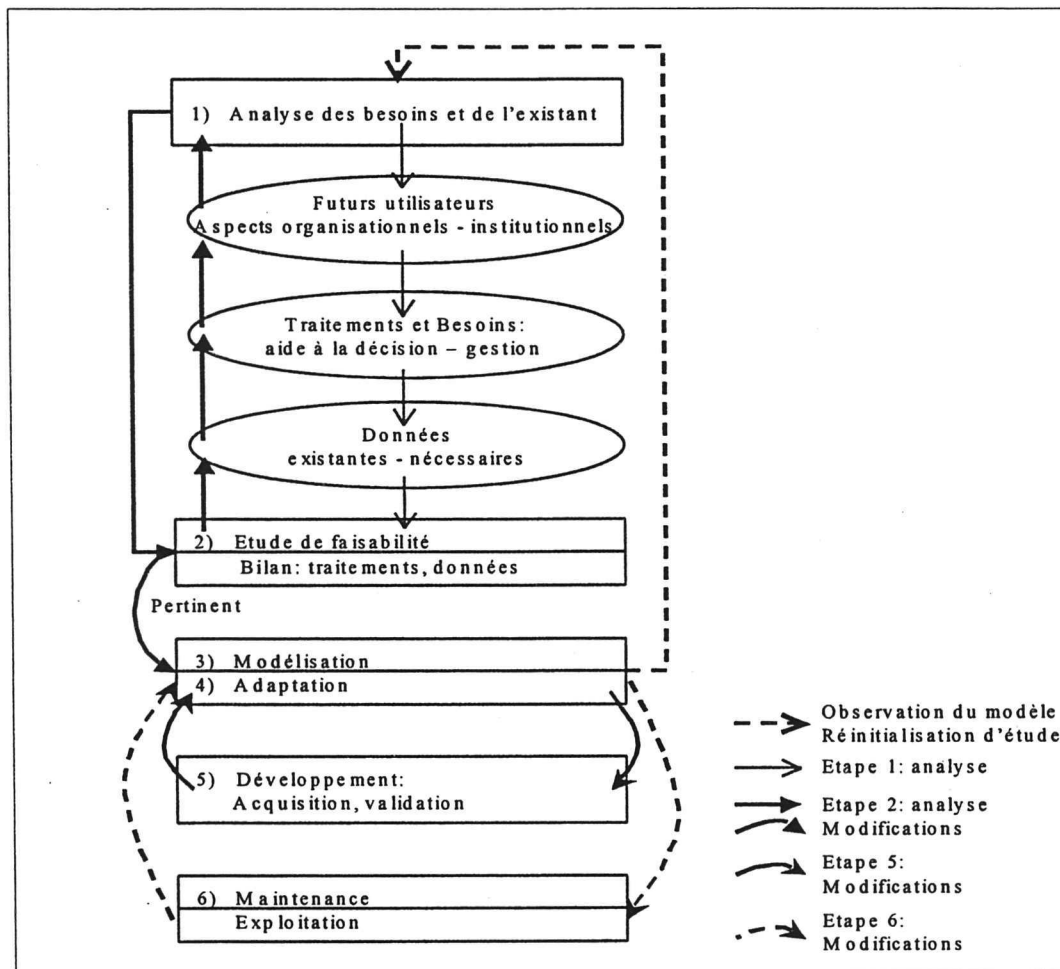 1) Analyse des besoins et de l'existant
Futurs utilisateurs
Aspects organisationnels - institutionnels
Traitements et Besoins:
aide à la décision – gestion
Données
existantes - nécessaires
2) Etude de faisabilité
Bilan: traitements, données
Pertinent
3) Modélisation
4) Adaptation
5) Développement:
Acquisition, validation
6) Maintenance
Exploitation
Observation du modèle
Réinitialisation d'étude
Etape 1: analyse
Etape 2: analyse
Modifications
Etape 5:
Modifications
Etape 6:
Modifications